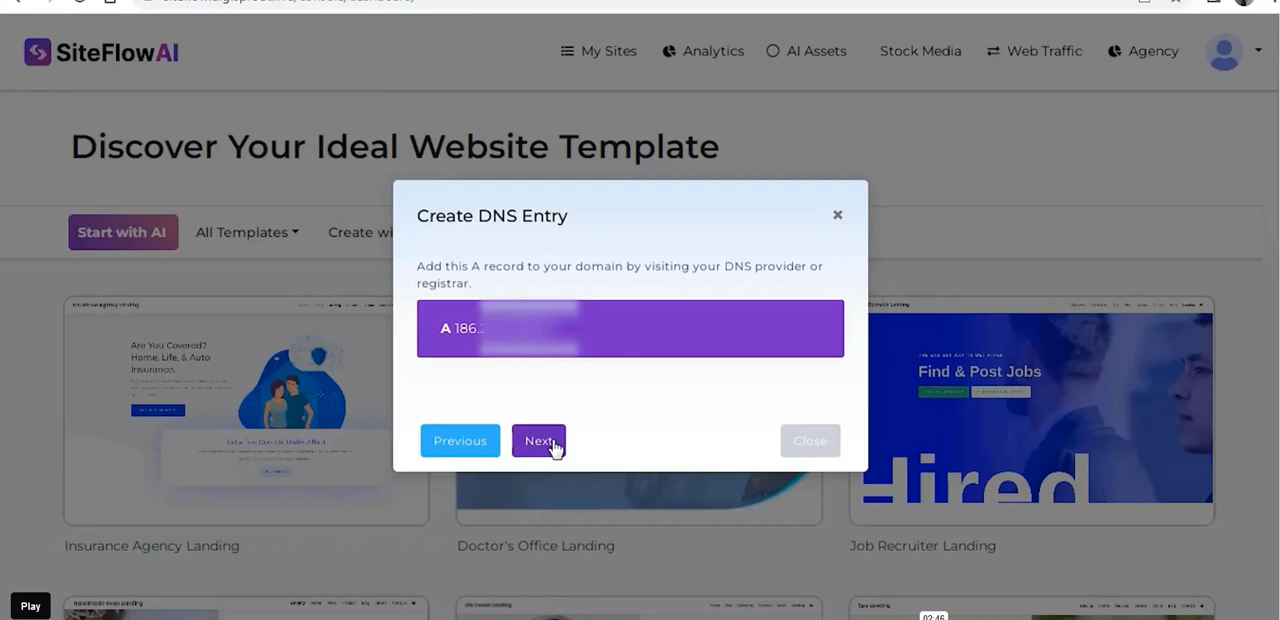 SiteFlowAI
My Sites
Analytics
AI Assets
Stock Media
Web Traffic
Agency
Discover Your Ideal Website Template
Start with AI
All Templates
Create
Create DNS Entry
×
Add this A record to your domain by visiting your DNS provider or
registrar.
A 186.
Previous
Next
Close
Are You Covered?
Home, Life, & Auto
Insurance.
Find & Post Jobs
Hired
Insurance Agency Landing
Doctor's Office Landing
Job Recruiter Landing
Play
02:46